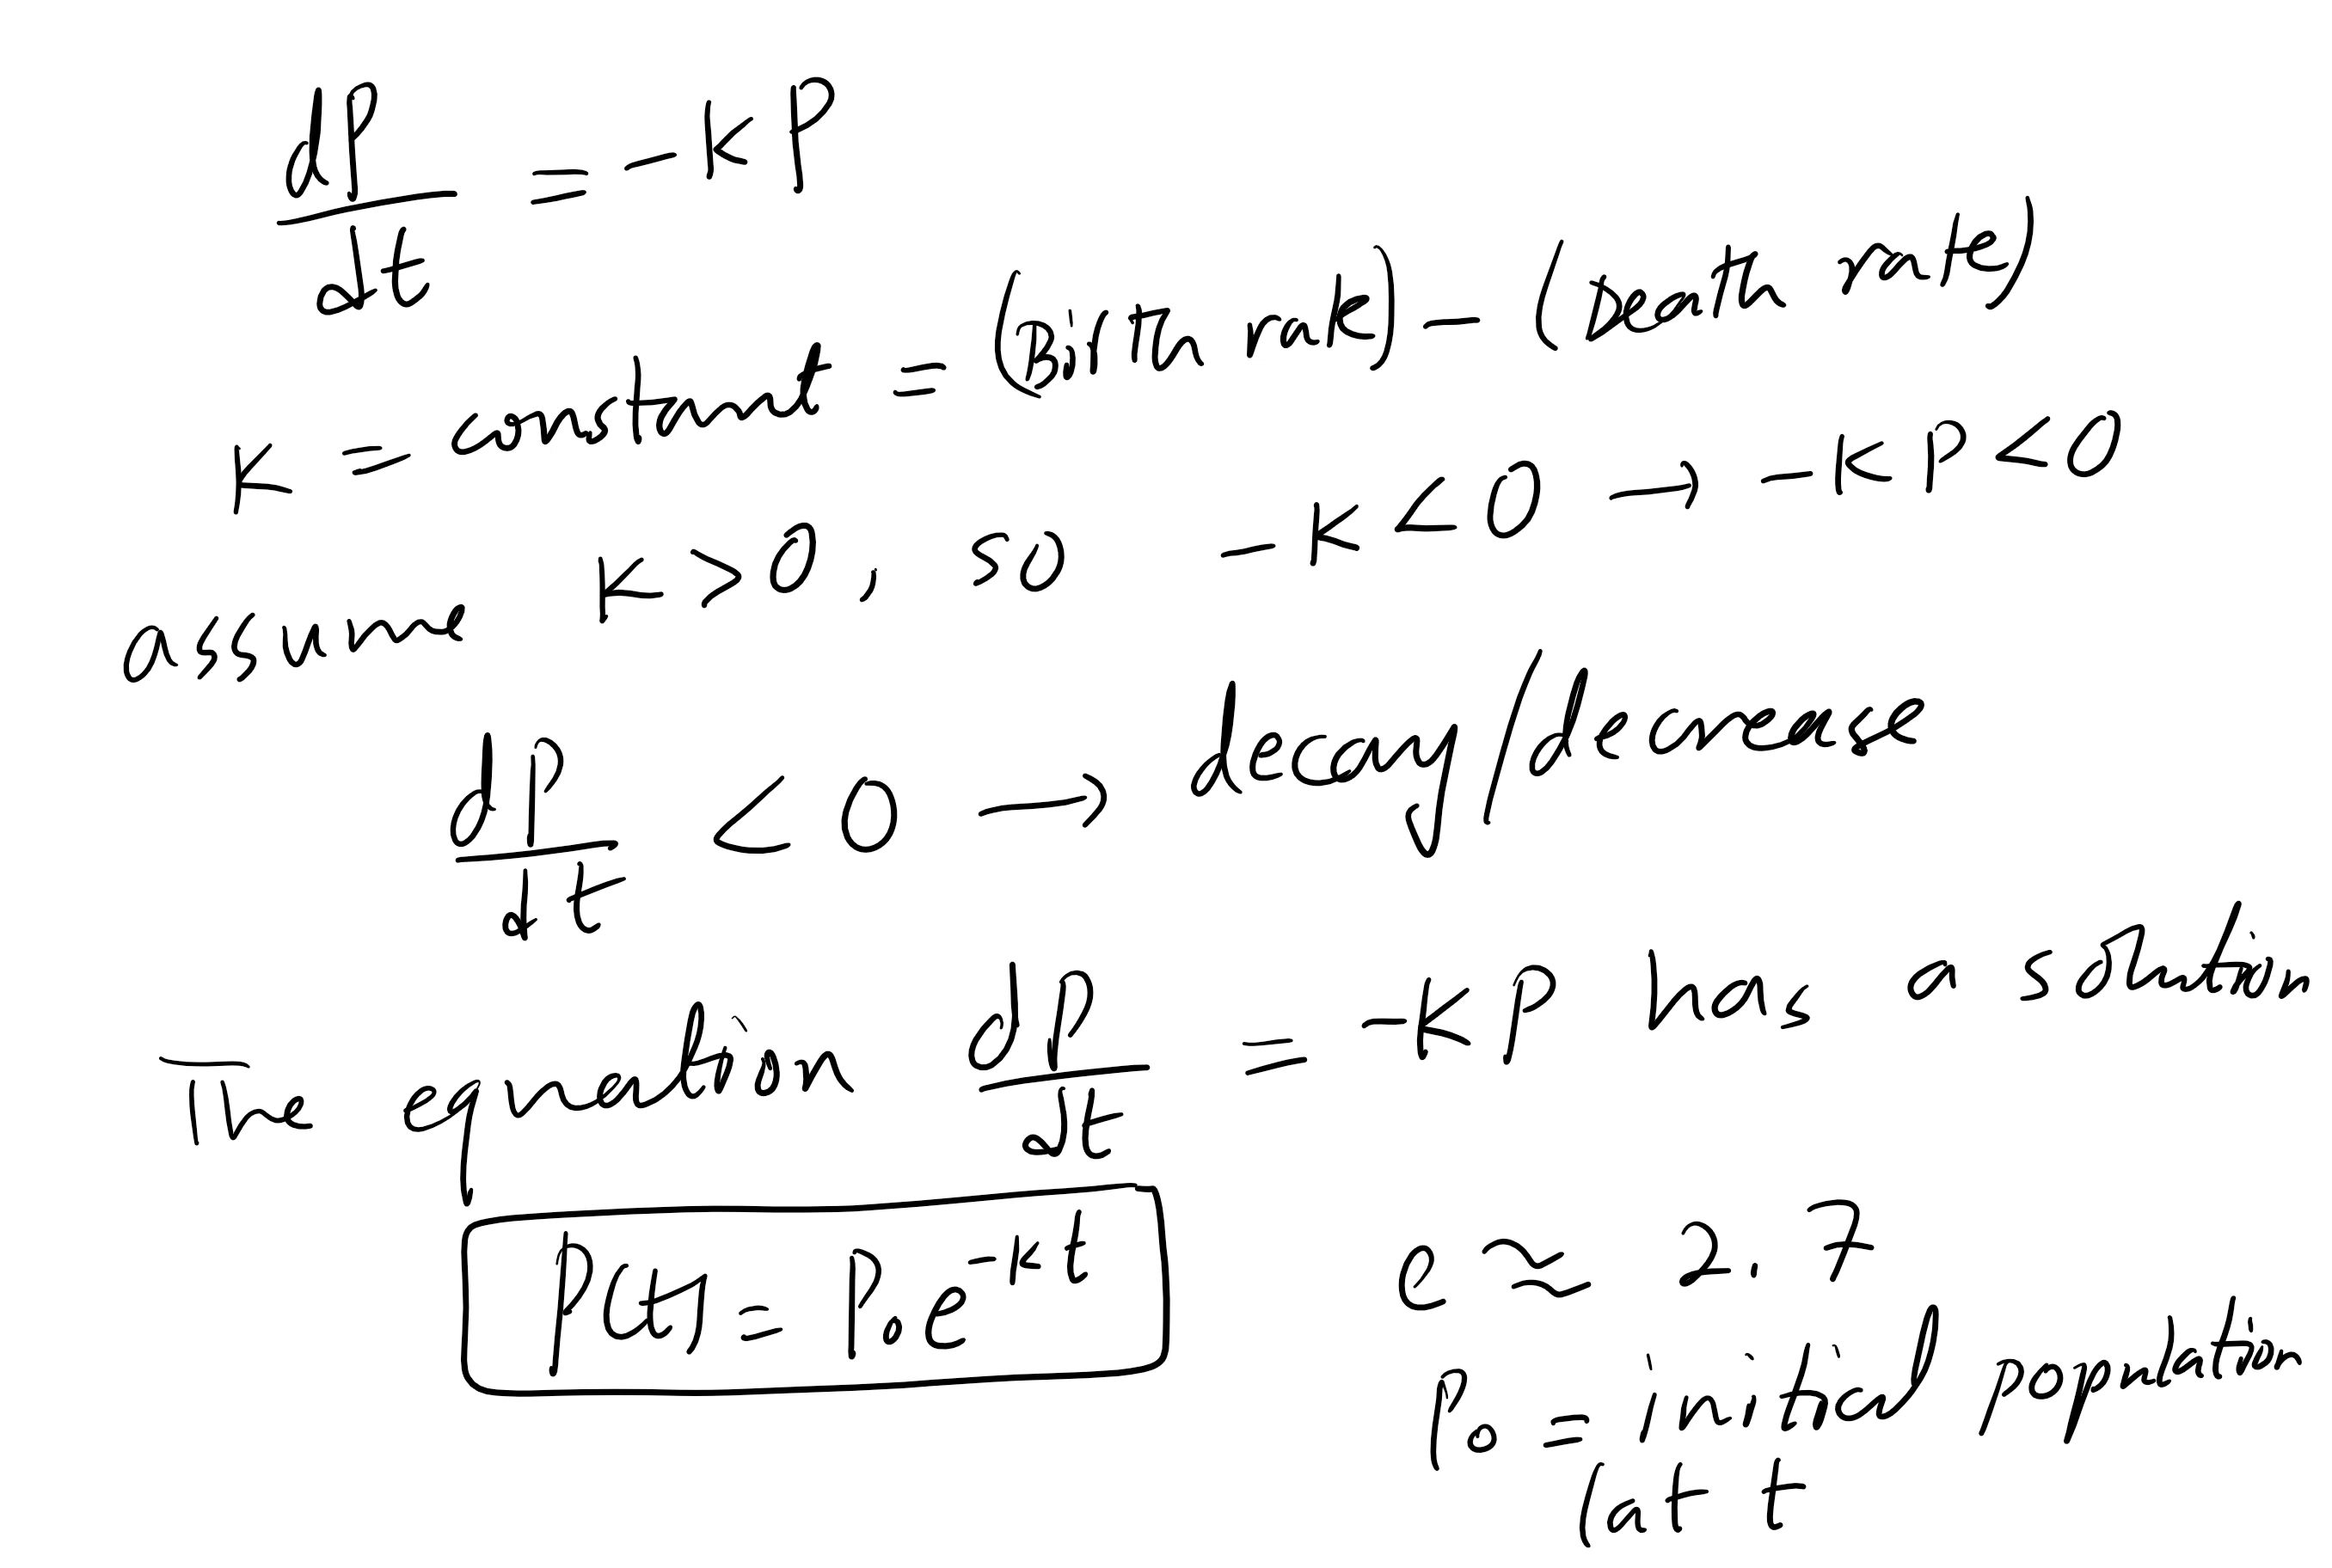 dP/dt = -KP
K = constant = (Birth rate) - (Death rate)
assume K > 0, so -K < 0 → -KP < 0
dP/dt < 0 → decay/decrease
The equation dP/dt = -KP has a solution
P(t) = P₀e^(-Kt)
e ≈ 2.7
P₀ = initial population
(at t